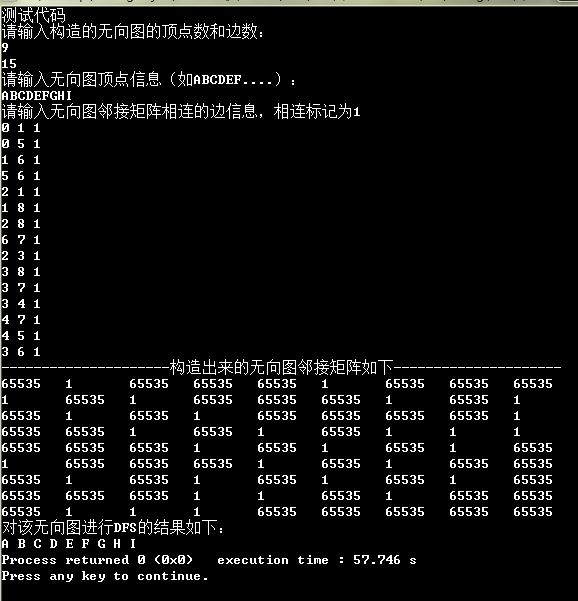 测试代码
请输入构造的无向图的顶点数和边数:
9
15
请输入无向图顶点信息（如ABCDEF....）:
ABCDEFGHI
请输入无向图邻接矩阵相连的边信息，相连标记为1
0 1 1
0 5 1
1 6 1
5 6 1
2 1 1
1 8 1
2 8 1
6 7 1
2 3 1
3 8 1
3 7 1
3 4 1
4 7 1
4 5 1
3 6 1
---------------------构造出来的无向图邻接矩阵如下---------------------
65535 1 65535 65535 65535 1 65535 65535 65535
1 65535 1 65535 65535 65535 1 65535 1
65535 1 65535 1 65535 65535 65535 65535 1
65535 65535 1 65535 1 65535 1 1 1
65535 65535 65535 1 65535 1 65535 1 65535
1 65535 65535 65535 1 65535 1 65535 65535
65535 1 65535 1 65535 1 65535 1 65535
65535 65535 65535 1 1 65535 1 65535 65535
65535 1 1 1 65535 65535 65535 65535 65535
对该无向图进行DFS的结果如下:
A B C D E F G H I
Process returned 0 (0x0) execution time : 57.746 s
Press any key to continue.